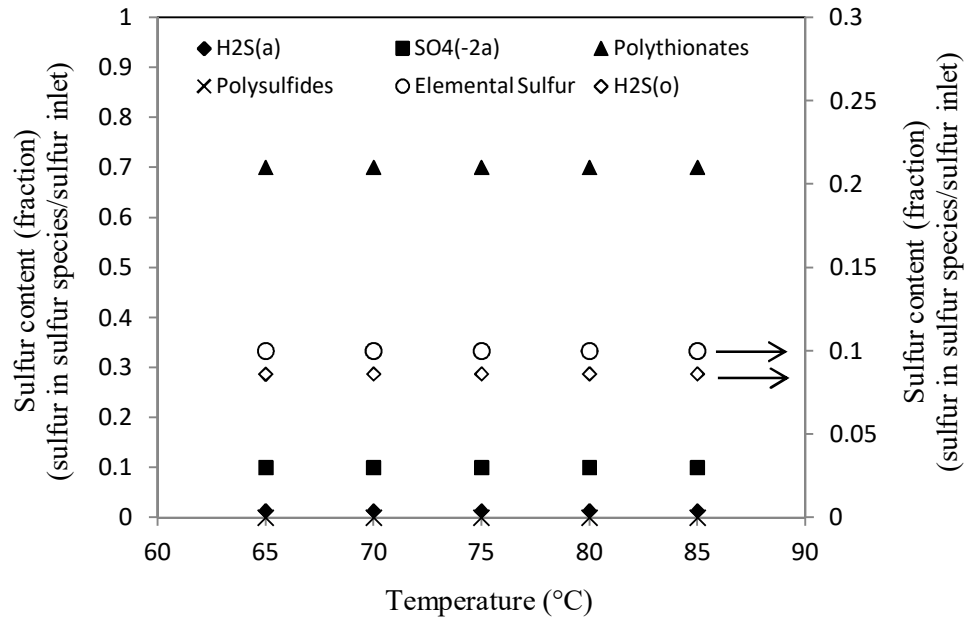 Sulfur content (fraction)
(sulfur in sulfur species/sulfur inlet)
1
0.9
0.8
0.7
0.6
0.5
0.4
0.3
0.2
0.1
0
H2S(a) SO4(-2a) Polythionates
Polysulfides Elemental Sulfur H2S(o)
0.3
0.25
0.2
0.15
0.1
0.05
0
Sulfur content (fraction)
(sulfur in sulfur species/sulfur inlet)
60 65 70 75 80 85 90
Temperature (°C)